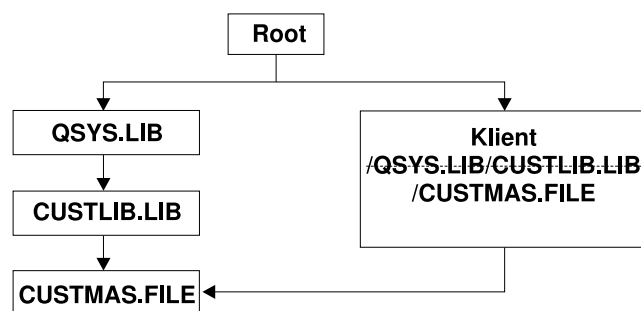 Root
QSYS.LIB
CUSTLIB.LIB
CUSTMAS.FILE
Klient
/QSYS.LIB/CUSTLIB.LIB
/CUSTMAS.FILE